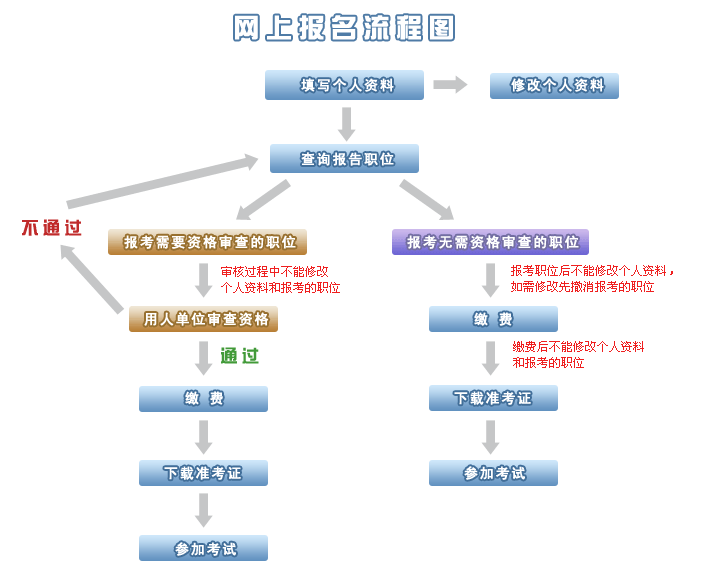 网上报名流程图
填写个人资料
修改个人资料
查询报告职位
不通过
报考需要资格审查的职位
报考无需资格审查的职位
审核过程中不能修改
个人资料和报考的职位
报考职位后不能修改个人资料，
如需修改先撤消报考的职位
用人单位审查资格
缴 费
通过
缴费后不能修改个人资料
和报考的职位
缴 费
下载准考证
下载准考证
参加考试
参加考试